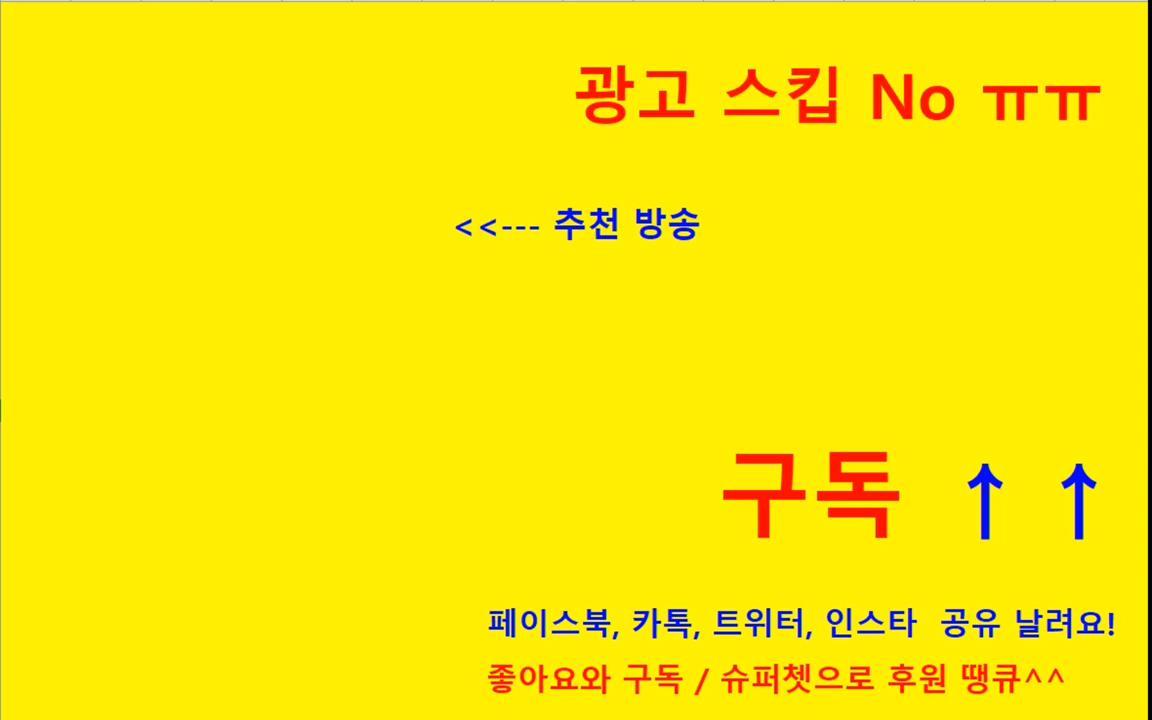 광고 스킵 No ㅠㅠ
<<--- 추천 방송
구독 ↑ ↑
페이스북, 카톡, 트위터, 인스타 공유 날려요!
좋아요와 구독 / 슈퍼쳇으로 후원 땡큐^^